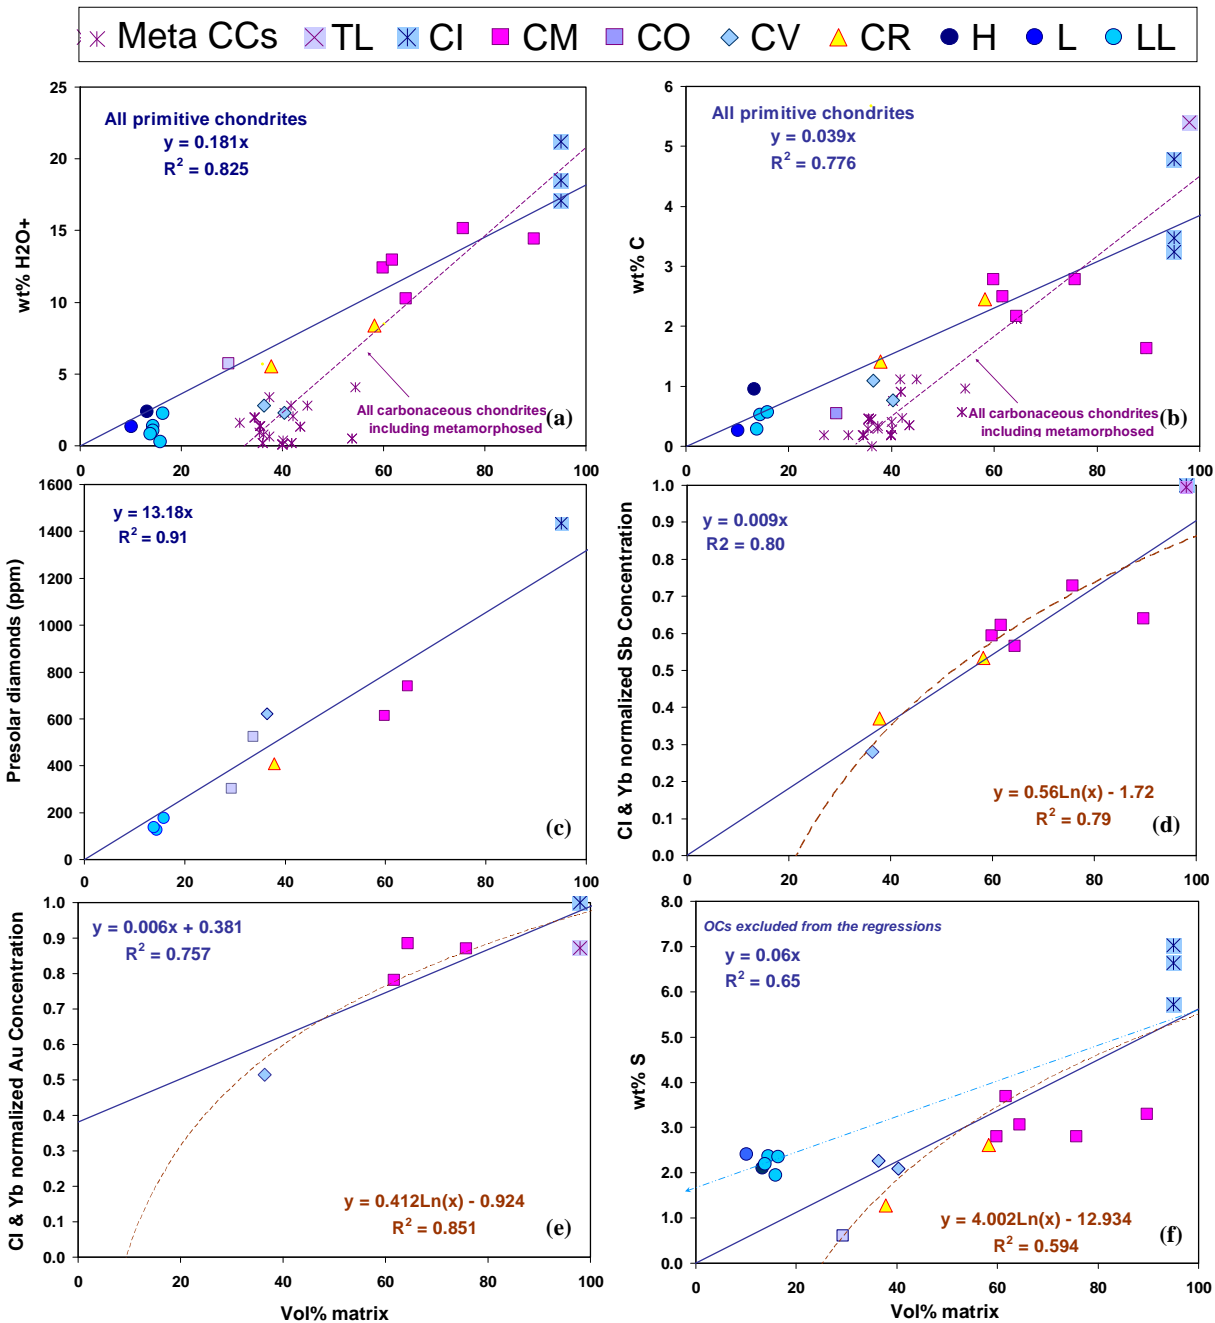 Meta CCs TL CI CM CO CV CR H L LL
25
20
15
10
5
0
wt% H2O+
All primitive chondrites
y = 0.181x
R² = 0.825
All carbonaceous chondrites
including metamorphosed
(a)
0 20 40 60 80 100
6
5
4
3
2
1
0
wt% C
All primitive chondrites
y = 0.039x
R² = 0.776
All carbonaceous chondrites
including metamorphosed
(b)
0 20 40 60 80 100
1600
1400
1200
1000
800
600
400
200
0
Presolar diamonds (ppm)
y = 13.18x
R² = 0.91
(c)
0 20 40 60 80 100
1.0
0.9
0.8
0.7
0.6
0.5
0.4
0.3
0.2
0.1
0.0
CI & Yb normalized Sb Concentration
y = 0.009x
R2 = 0.80
y = 0.56Ln(x) - 1.72
R² = 0.79
(d)
0 20 40 60 80 100
1.0
0.9
0.8
0.7
0.6
0.5
0.4
0.3
0.2
0.1
0.0
CI & Yb normalized Au Concentration
y = 0.006x + 0.381
R² = 0.757
y = 0.412Ln(x) - 0.924
R² = 0.851
(e)
0 20 40 60 80 100
Vol% matrix
8.0
7.0
6.0
5.0
4.0
3.0
2.0
1.0
0.0
wt% S
OCs excluded from the regressions
y = 0.06x
R² = 0.65
y = 4.002Ln(x) - 12.934
R² = 0.594
(f)
0 20 40 60 80 100
Vol% matrix